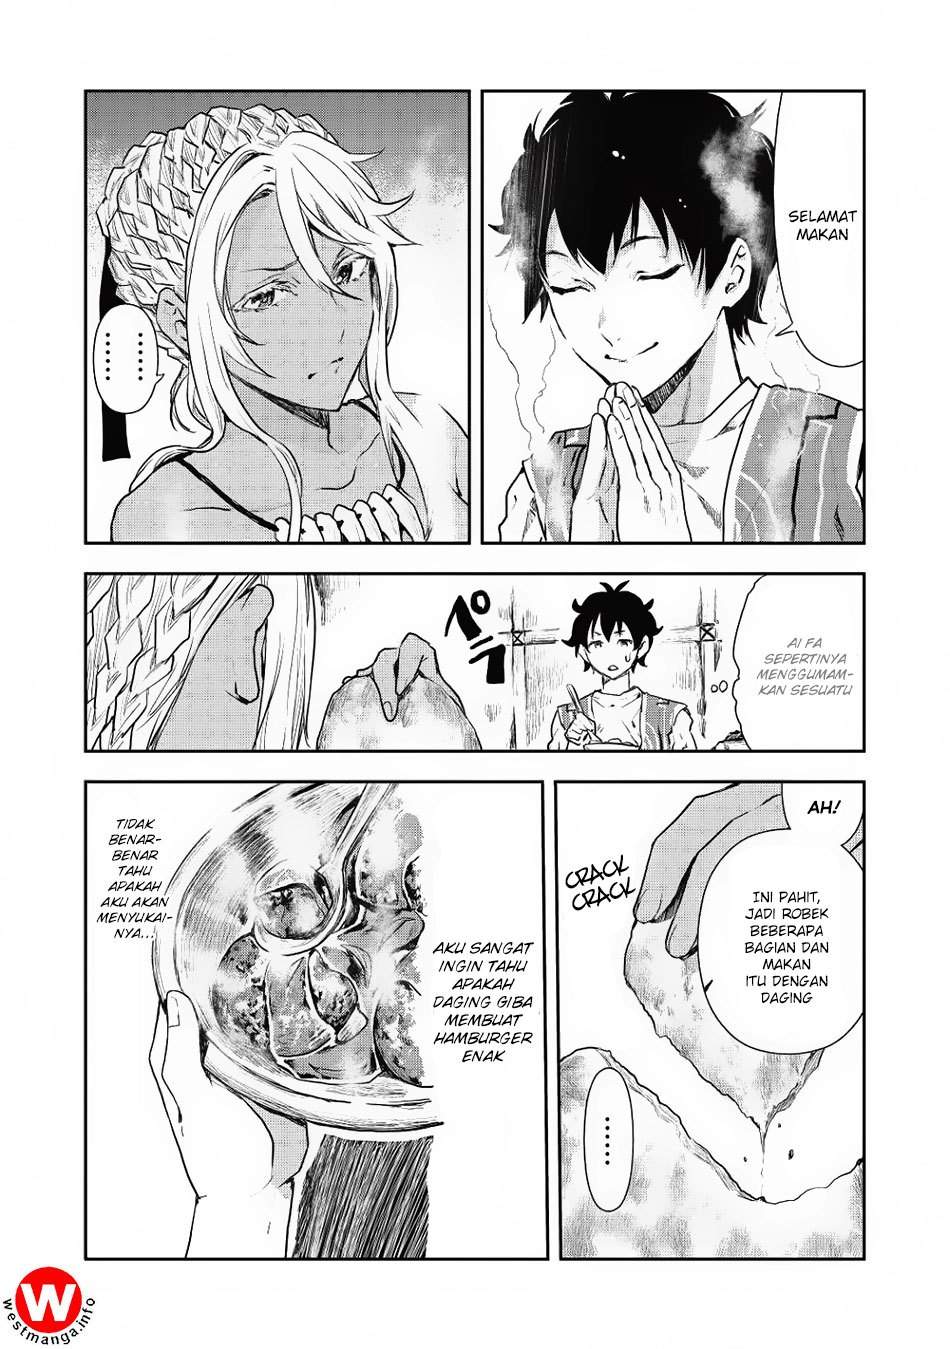 SELAMAT
MAKAN
AI FA
SEPERTINYA
MENGGUMAM-
KAN SESUATU
ペラ
AH!
CRACK
CRACK
INI PAHIT,
JADI ROBEK
BEBERAPA
BAGIAN DAN
MAKAN
ITU DENGAN
DAGING
AKU SANGAT
INGIN TAHU
APAKAH
DAGING GIBA
MEMBUAT
HAMBURGER
ENAK
TIDAK
BENAR-
BENAR
TAHU
APAKAH
AKU AKAN
MENYUKAI-
NYA...
W
westmanga.info